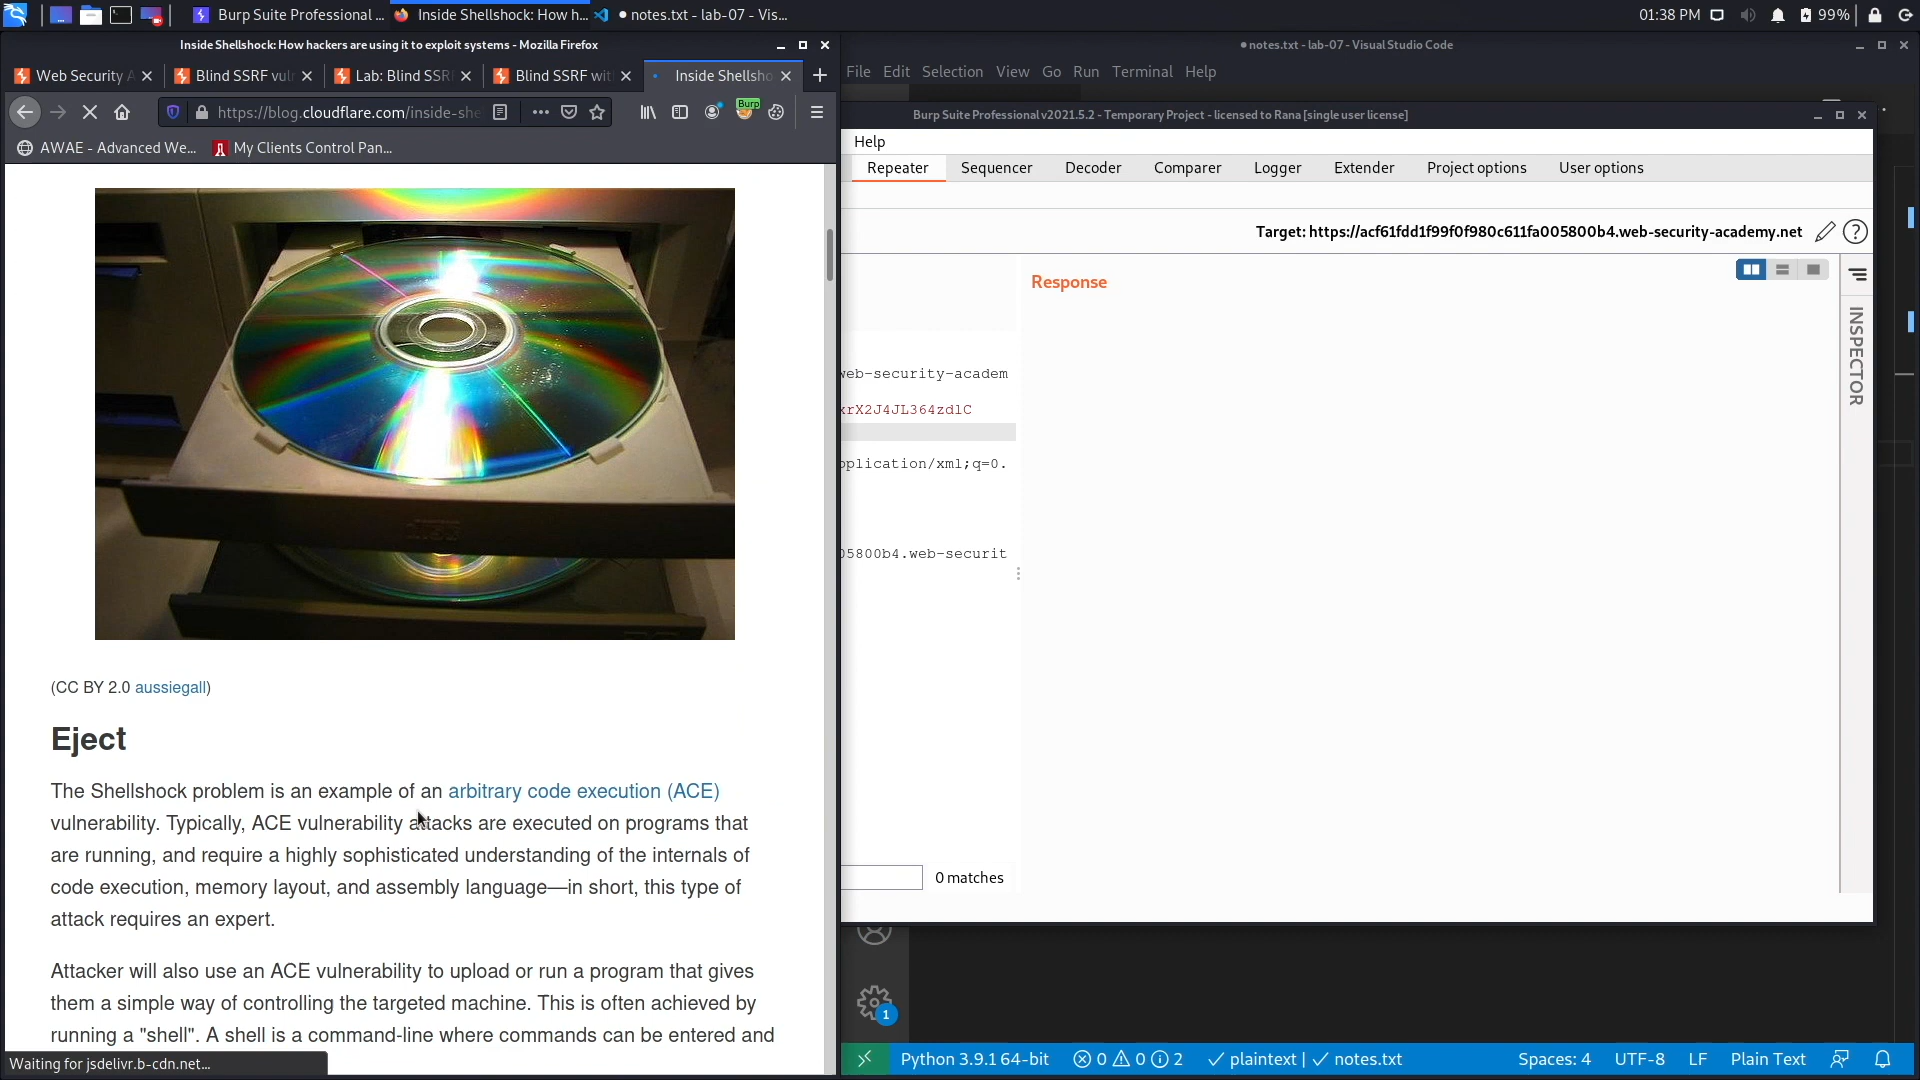 Burp Suite Professional ...
Inside Shellshock: How h...
● notes.txt - lab-07 - Vis...
01:38 PM
99%
Inside Shellshock: How hackers are using it to exploit systems - Mozilla Firefox
Web Security A
Blind SSRF vul
Lab: Blind SSR
Blind SSRF wit
Inside Shellsho
https://blog.cloudflare.com/inside-she
Burp
AWAE - Advanced We...
My Clients Control Pan...
(CC BY 2.0 aussiegall)
Eject
The Shellshock problem is an example of an arbitrary code execution (ACE)
vulnerability. Typically, ACE vulnerability attacks are executed on programs that
are running, and require a highly sophisticated understanding of the internals of
code execution, memory layout, and assembly language—in short, this type of
attack requires an expert.
Attacker will also use an ACE vulnerability to upload or run a program that gives
them a simple way of controlling the targeted machine. This is often achieved by
running a "shell". A shell is a command-line where commands can be entered and
Waiting for jsdelivr.b-cdn.net...
● notes.txt - lab-07 - Visual Studio Code
File Edit Selection View Go Run Terminal Help
Burp Suite Professional v2021.5.2 - Temporary Project - licensed to Rana [single user license]
Help
Repeater Sequencer Decoder Comparer Logger Extender Project options User options
Target: https://acf61fdd1f99f0f980c611fa005800b4.web-security-academy.net
Response
INSPECTOR
web-security-academ
xrX2J4JL364zdlC
pplication/xml;q=0.
05800b4.web-securit
0 matches
1
Python 3.9.1 64-bit
0 0 2
plaintext | notes.txt
Spaces: 4
UTF-8
LF
Plain Text